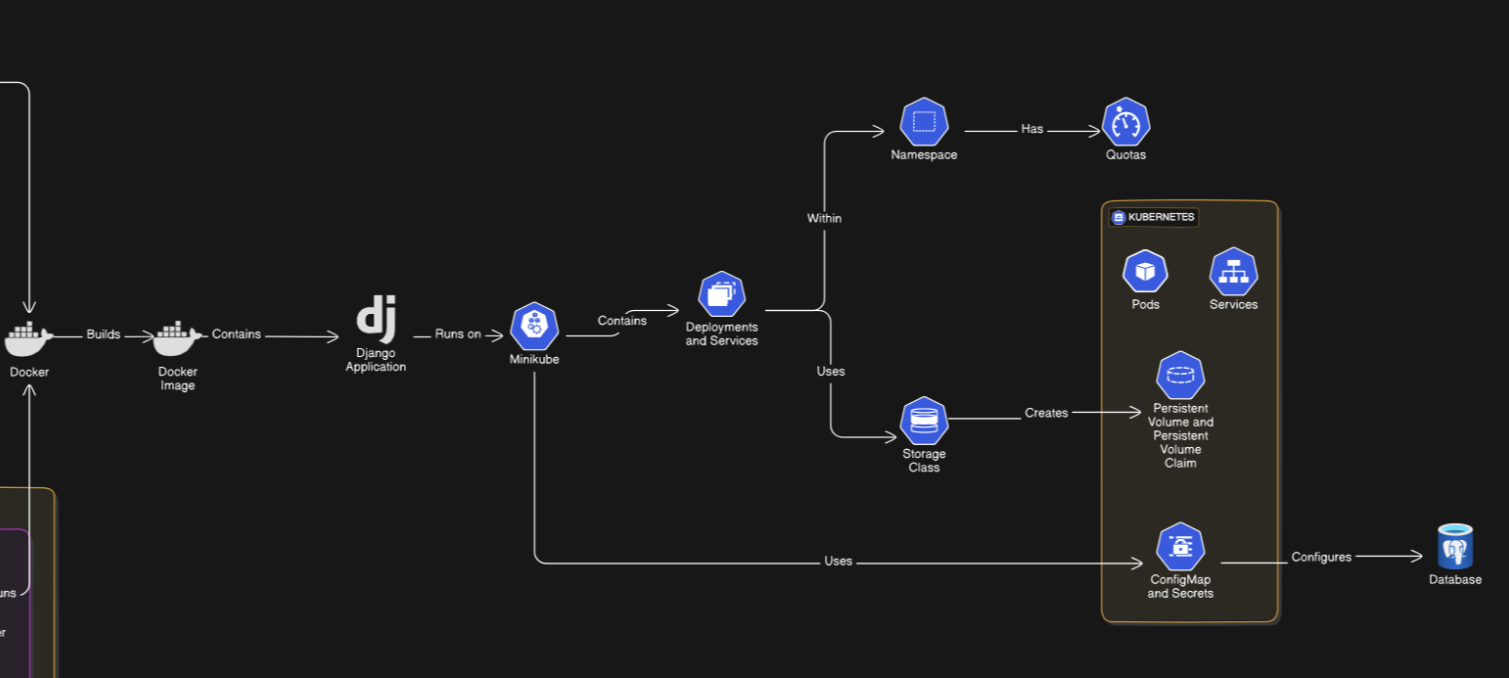 Namespace
Has
Quotas
Within
KUBERNETES
Pods
Services
Docker
Builds
Docker
Image
Contains
dj
Django
Application
Runs on
Minikube
Contains
Deployments
and Services
Uses
Storage
Class
Creates
Persistent
Volume and
Persistent
Volume
Claim
Uses
ConfigMap
and Secrets
Configures
Database
uns
er